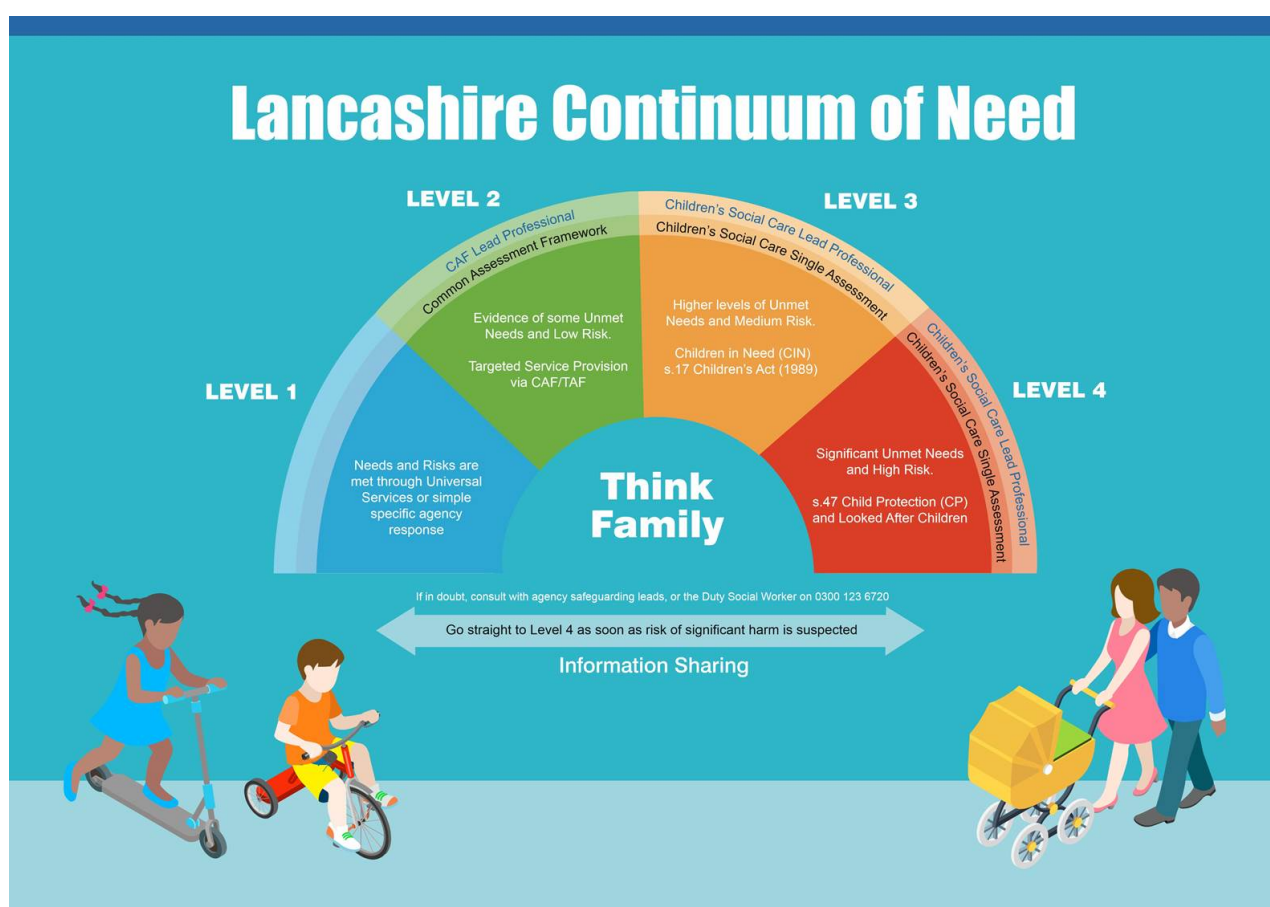 Lancashire Continuum of Need
LEVEL 1
Needs and Risks are
met through Universal
Services or simple
specific agency
response
LEVEL 2
CAF Lead Professional
Common Assessment Framework
Evidence of some Unmet
Needs and Low Risk.
Targeted Service Provision
via CAF/TAF
LEVEL 3
Children's Social Care Lead Professional
Children's Social Care Single Assessment
Higher levels of Unmet
Needs and Medium Risk.
Children in Need (CIN)
s.17 Children's Act (1989)
LEVEL 4
Children's Social Care Lead Professional
Children's Social Care Single Assessment
Significant Unmet Needs
and High Risk.
s.47 Child Protection (CP)
and Looked After Children
Think
Family
If in doubt, consult with agency safeguarding leads, or the Duty Social Worker on 0300 123 6720
Go straight to Level 4 as soon as risk of significant harm is suspected
Information Sharing